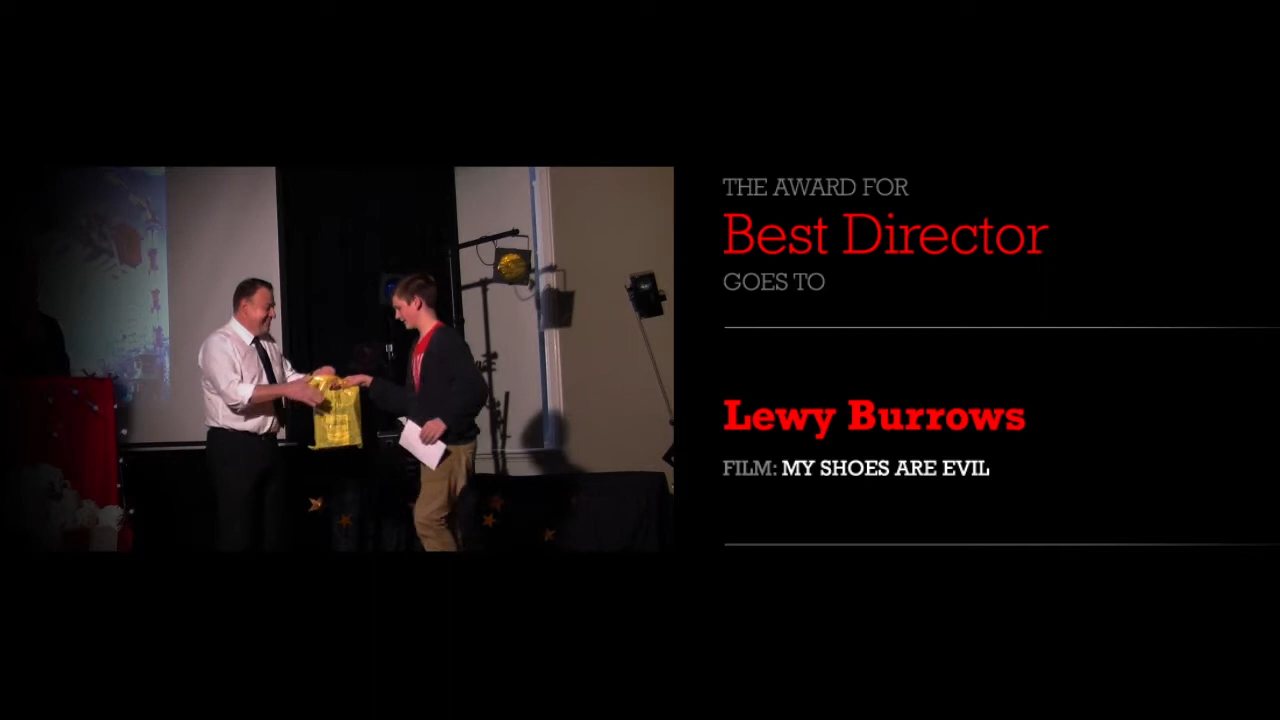 THE AWARD FOR
Best Director
GOES TO
Lewy Burrows
FILM: MY SHOES ARE EVIL